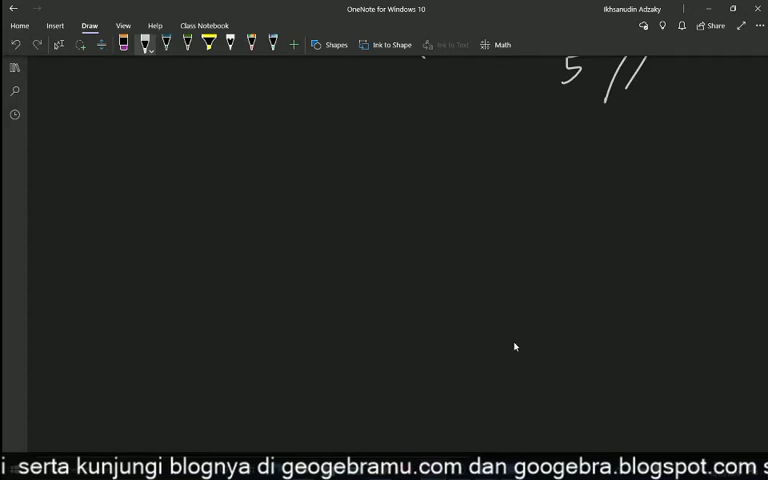 OneNote for Windows 10
Ikhsanudin Adzaky
Home Insert Draw View Help Class Notebook
Shapes Ink to Shape Ink to Text Math Share
5 //
i serta kunjungi blognya di geogebramu.com dan googebra.blogspot.com s